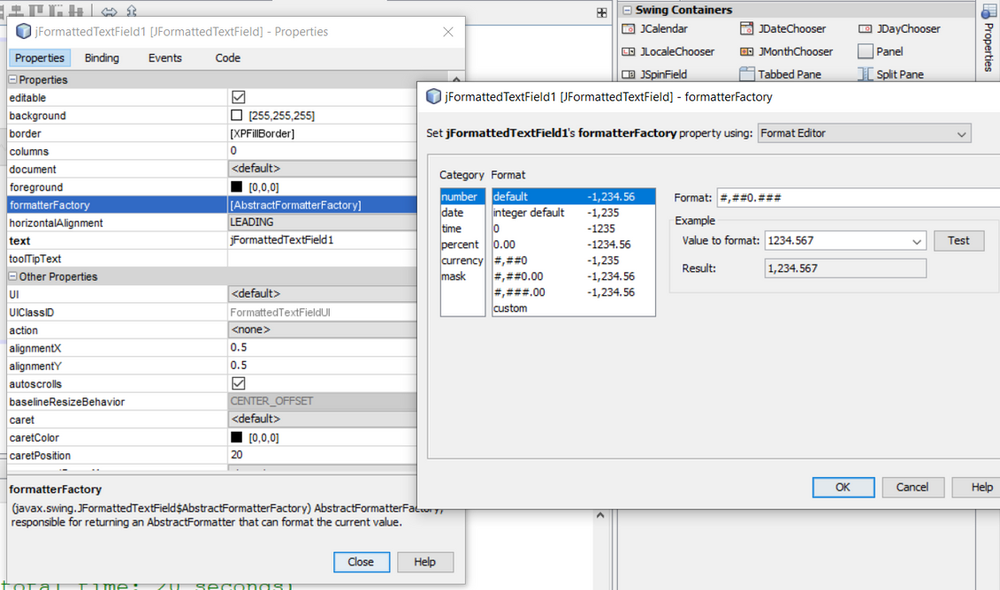 jFormattedTextField1 [JFormattedTextField] - Properties
Properties Binding Events Code
Properties
editable
background [255,255,255]
border [XPFillBorder]
columns 0
document <default>
foreground [0,0,0]
formatterFactory [AbstractFormatterFactory]
horizontalAlignment LEADING
text jFormattedTextField1
toolTipText
Other Properties
UI <default>
UIClassID FormattedTextFieldUI
action <none>
alignmentX 0.5
alignmentY 0.5
autoscrolls
baselineResizeBehavior CENTER_OFFSET
caret <default>
caretColor [0,0,0]
caretPosition 20
formatterFactory
(javax.swing.JFormattedTextField$AbstractFormatterFactory) AbstractFormatterFactory,
responsible for returning an AbstractFormatter that can format the current value.
Close Help
total time: 20 seconds)
Swing Containers
JCalendar JDateChooser JDayChooser
JLocaleChooser JMonthChooser Panel
JSpinField Tabbed Pane Split Pane
Properties
jFormattedTextField1 [JFormattedTextField] - formatterFactory
Set jFormattedTextField1's formatterFactory property using: Format Editor
Category Format
number default -1,234.56
date integer default -1,235
time 0 -1235
percent 0.00 -1234.56
currency #,##0 -1,235
mask #,##0.00 -1,234.56
#,###.00 -1,234.56
custom
Format: #,##0.###
Example
Value to format: 1234.567 Test
Result: 1,234.567
OK Cancel Help